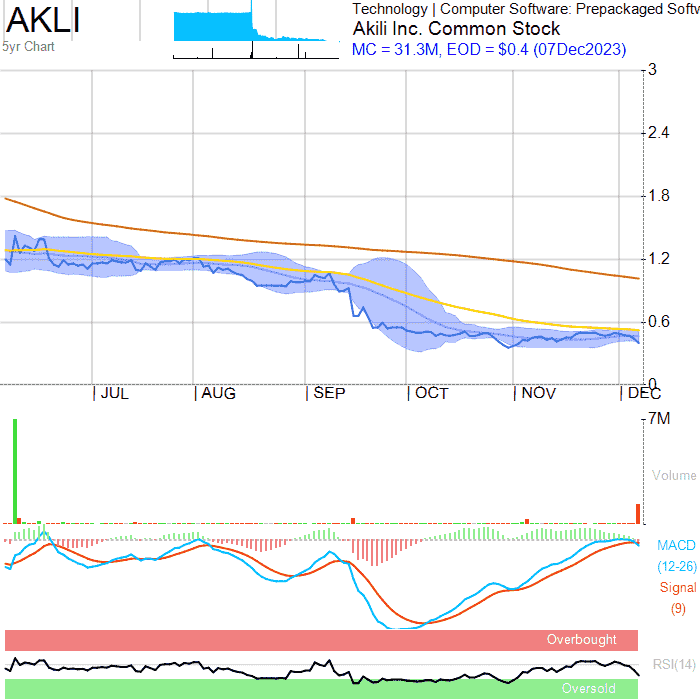 AKLI
5yr Chart
Technology | Computer Software: Prepackaged Softw
Akili Inc. Common Stock
MC = 31.3M, EOD = $0.4 (07Dec2023)
3
2.4
1.8
1.2
0.6
0
JUL
AUG
SEP
OCT
NOV
DEC
7M
Volume
MACD
(12-26)
Signal
(9)
Overbought
RSI(14)
Oversold